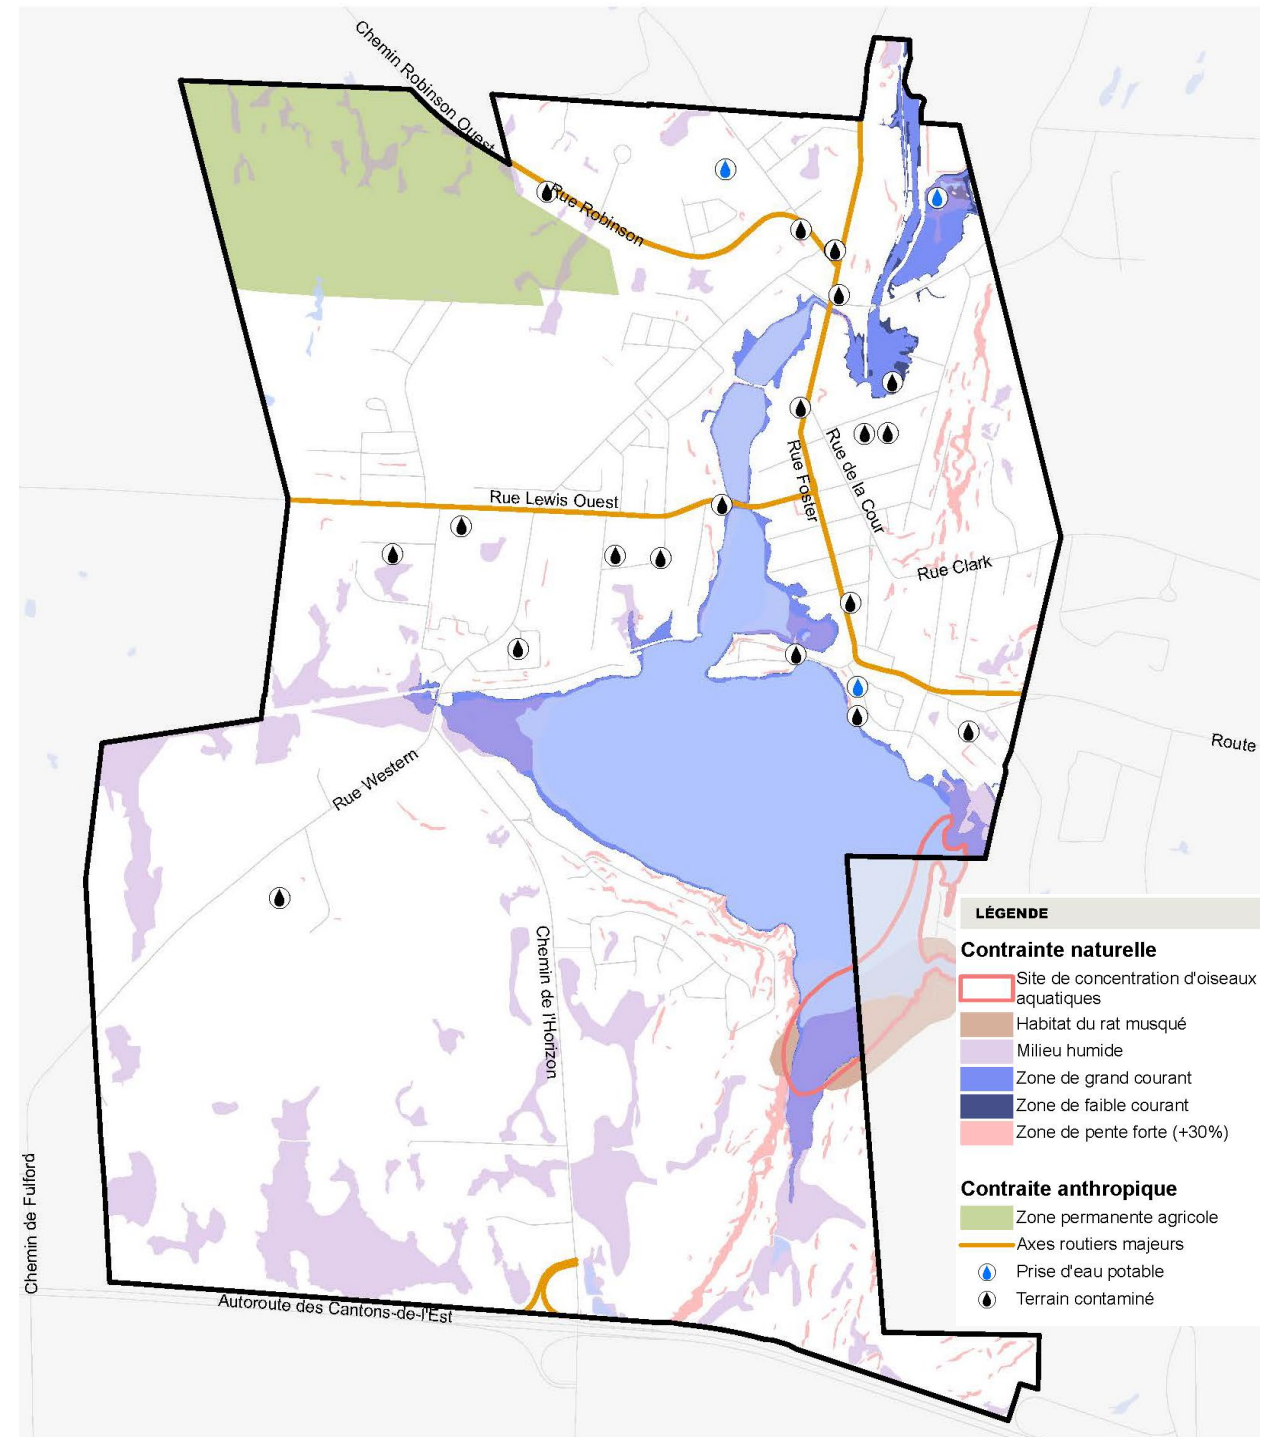 Chemin Robinson Ouest
Rue Robinson
Rue Lewis Ouest
Rue Foster
Rue de la Cour
Rue Clark
Route
Rue Western
Chemin de l'Horizon
Chemin de Fulford
Autoroute des Cantons-de-l'Est
LÉGENDE
Contrainte naturelle
Site de concentration d'oiseaux
aquatiques
Habitat du rat musqué
Milieu humide
Zone de grand courant
Zone de faible courant
Zone de pente forte (+30%)
Contraite anthropique
Zone permanente agricole
Axes routiers majeurs
Prise d'eau potable
Terrain contaminé